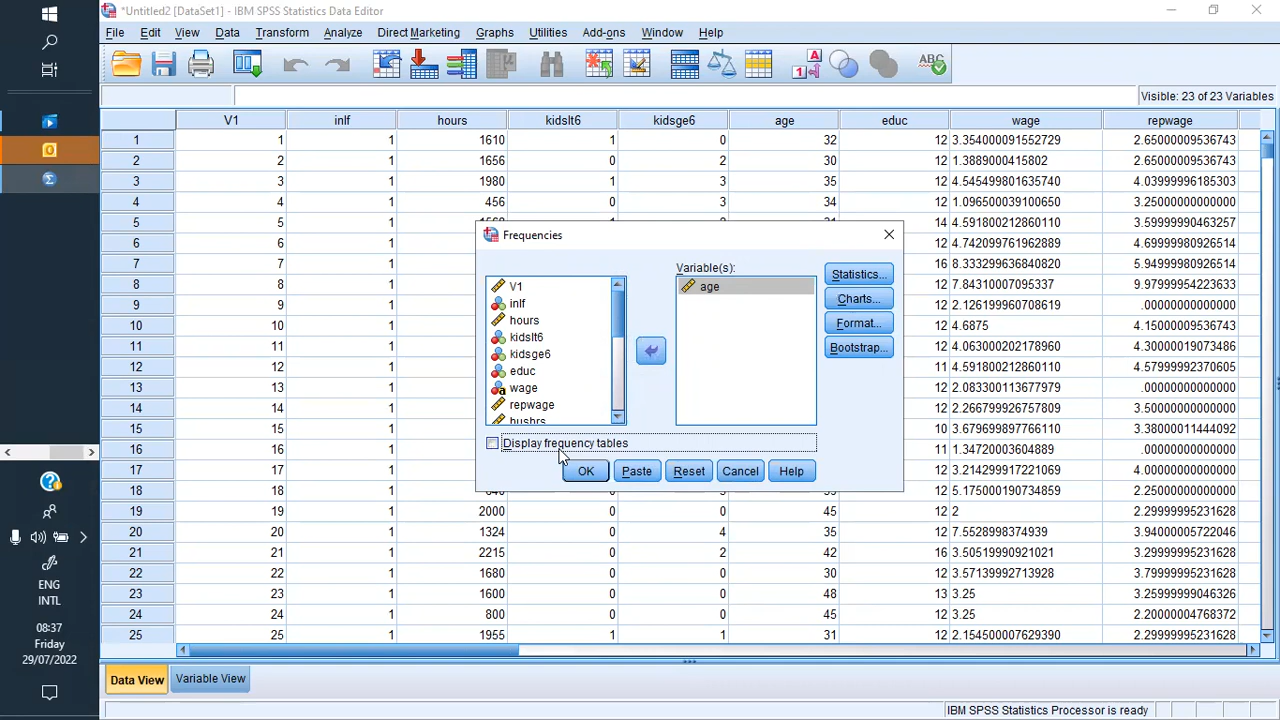 *Untitled2 [DataSet1] - IBM SPSS Statistics Data Editor
File Edit View Data Transform Analyze Direct Marketing Graphs Utilities Add-ons Window Help
Visible: 23 of 23 Variables
V1 inlf hours kidslt6 kidsge6 age educ wage repwage
1 1 1 1610 1 0 32 12 3.354000091552729 2.65000009536743
2 2 1 1656 0 2 30 12 1.3889000415802 2.65000009536743
3 3 1 1980 1 3 35 12 4.545499801635740 4.03999996185303
4 4 1 456 0 3 34 12 1.096500039100650 3.25000000000000
5 5 1 14 4.591800212860110 3.59999990463257
6 6 1 12 4.742099761962889 4.69999980926514
7 7 1 16 8.333299636840820 5.94999980926514
8 8 1 12 7.84310007095337 9.97999954223633
9 9 1 12 2.126199960708619 .00000000000000
10 10 1 12 4.6875 4.15000009536743
11 11 1 12 4.063000202178960 4.30000019073486
12 12 1 11 4.591800212860110 4.57999992370605
13 13 1 12 2.083300113677979 .00000000000000
14 14 1 12 2.266799926757810 3.50000000000000
15 15 1 10 3.679699897766110 3.38000011444092
16 16 1 11 1.34720003604889 .00000000000000
17 17 1 12 3.214299917221070 4.00000000000000
18 18 1 12 5.175000190734859 2.25000000000000
19 19 1 2000 0 0 45 12 2 2.29999995231628
20 20 1 1324 0 4 35 12 7.5528998374939 3.94000005722046
21 21 1 2215 0 2 42 16 3.50519990921021 3.29999995231628
22 22 1 1680 0 0 30 12 3.57139992713928 3.79999995231628
23 23 1 1600 0 0 48 13 3.25 3.25999999046326
24 24 1 800 0 0 45 12 3.25 2.20000004768372
25 25 1 1955 1 1 31 12 2.154500007629390 2.29999995231628
Frequencies
Variable(s):
V1
inlf
hours
kidslt6
kidsge6
educ
wage
repwage
hushrs
age
Statistics...
Charts...
Format...
Bootstrap...
Display frequency tables
OK Paste Reset Cancel Help
Data View Variable View
IBM SPSS Statistics Processor is ready
ENG
INTL
08:37
Friday
29/07/2022